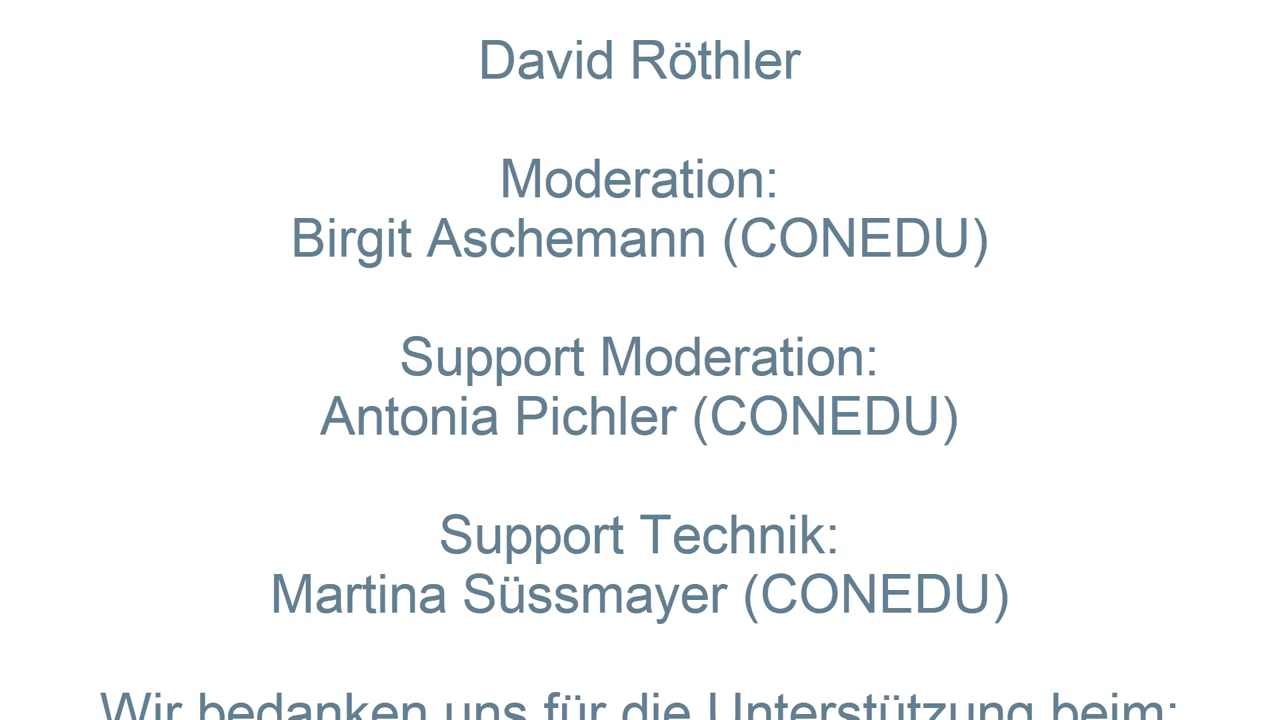 David Röthler
Moderation:
Birgit Aschemann (CONEDU)
Support Moderation:
Antonia Pichler (CONEDU)
Support Technik:
Martina Süssmayer (CONEDU)
Wir bedanken uns für die Unterstützung beim: